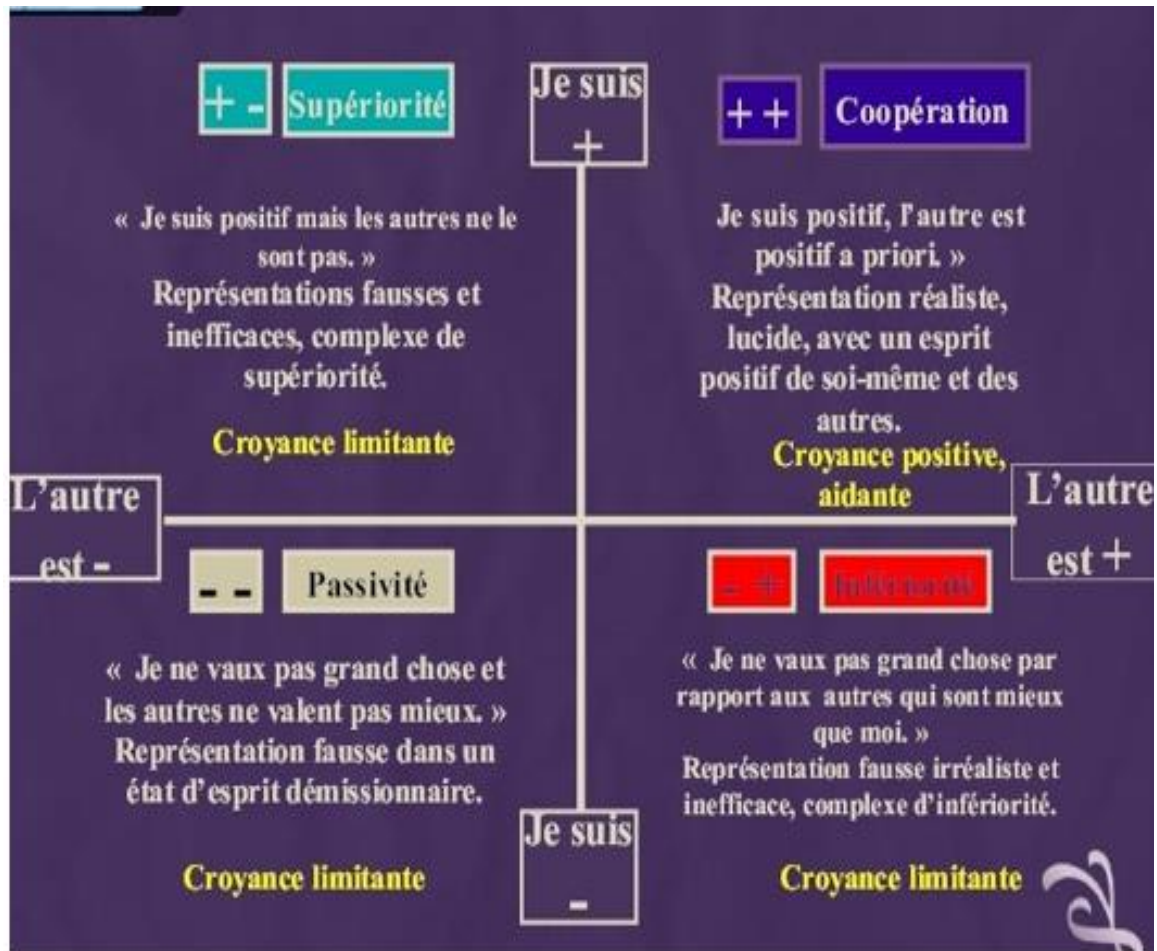 + -
Supériorité
« Je suis positif mais les autres ne le
sont pas. »
Représentations fausses et
inefficaces, complexe de
supériorité.
Croyance limitante
Je suis
+
+ +
Coopération
Je suis positif, l'autre est
positif a priori. »
Représentation réaliste,
lucide, avec un esprit
positif de soi-même et des
autres.
Croyance positive,
aidante
L'autre
est -
L'autre
est +
- -
Passivité
« Je ne vaux pas grand chose et
les autres ne valent pas mieux. »
Représentation fausse dans un
état d'esprit démissionnaire.
Croyance limitante
- +
Infériorité
« Je ne vaux pas grand chose par
rapport aux autres qui sont mieux
que moi. »
Représentation fausse irréaliste et
inefficace, complexe d'infériorité.
Croyance limitante
Je suis
-